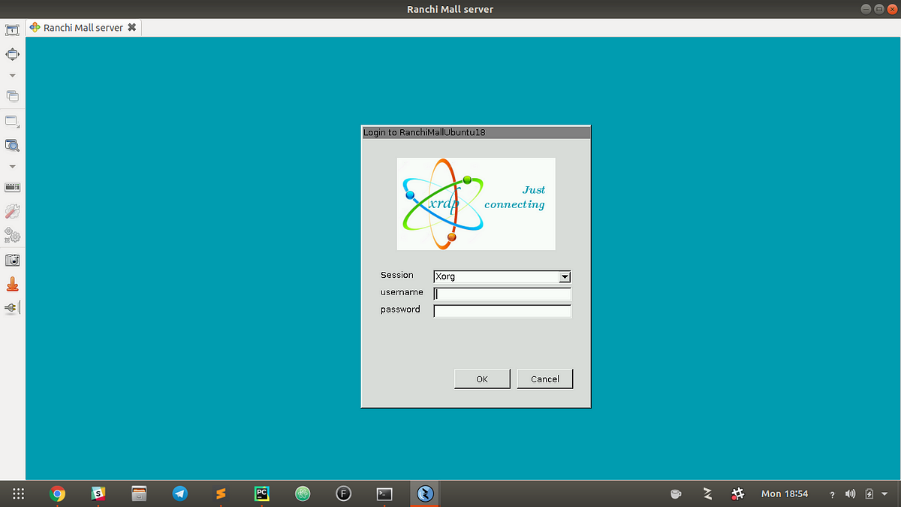 Ranchi Mall server
Ranchi Mall server
Login to RanchiMallUbuntu18
xrdp
Just
connecting
Session
Xorg
username
password
OK
Cancel
PC
F
Mon 18:54
?